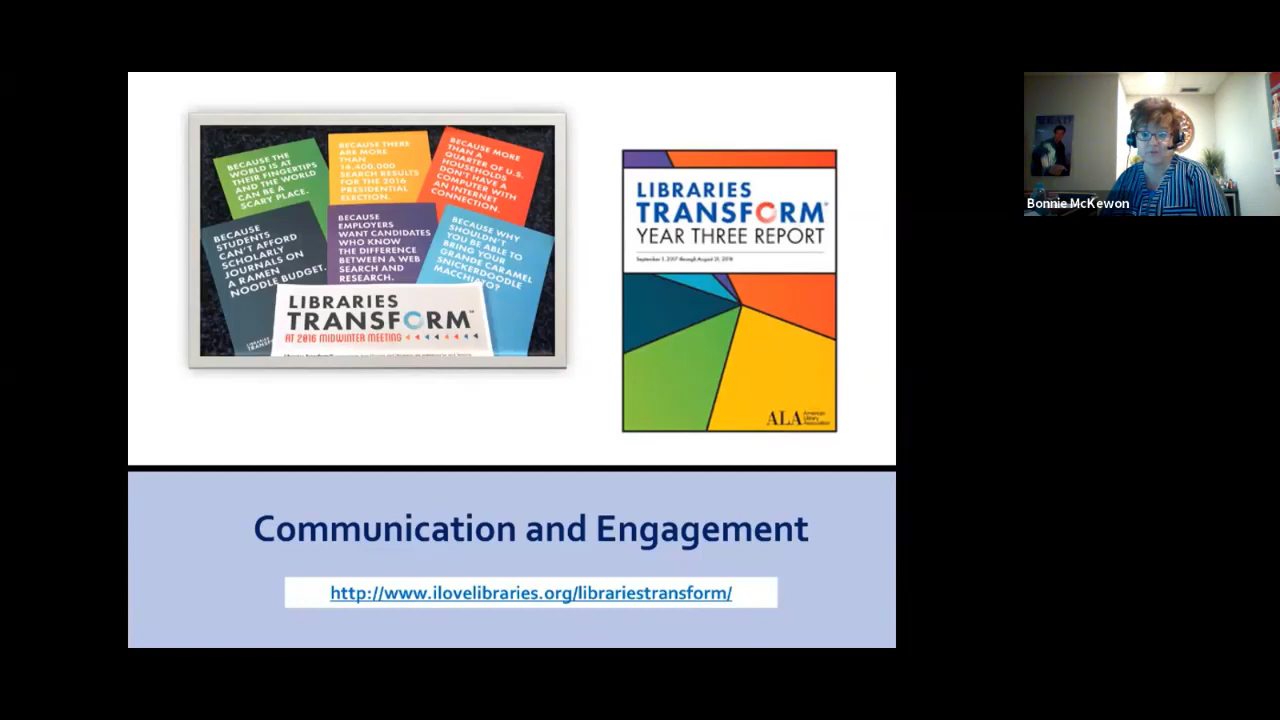 BECAUSE THE
WORLD IS AT
THEIR FINGERTIPS
AND THE WORLD
CAN BE A
SCARY PLACE.
BECAUSE THERE
ARE MORE
THAN
16,400,000
SEARCH RESULTS
FOR THE 2016
PRESIDENTIAL
ELECTION.
BECAUSE MORE
THAN A
QUARTER OF U.S.
HOUSEHOLDS
DON'T HAVE A
COMPUTER WITH
AN INTERNET
CONNECTION.
BECAUSE
STUDENTS
CAN'T AFFORD
SCHOLARLY
JOURNALS ON
A RAMEN
NOODLE BUDGET.
BECAUSE
EMPLOYERS
WANT CANDIDATES
WHO KNOW
THE DIFFERENCE
BETWEEN A WEB
SEARCH AND
RESEARCH.
BECAUSE WHY
SHOULDN'T
YOU BE ABLE TO
BRING YOUR
GRANDE CARAMEL
SNICKERDOODLE
MACCHIATO?
LIBRARIES
TRANSFORM™
AT 2016 MIDWINTER MEETING
LIBRARIES
TRANSFORM
YEAR THREE REPORT
ALA American
Library
Association
Communication and Engagement
http://www.ilovelibraries.org/librariestransform/
Bonnie McKewon